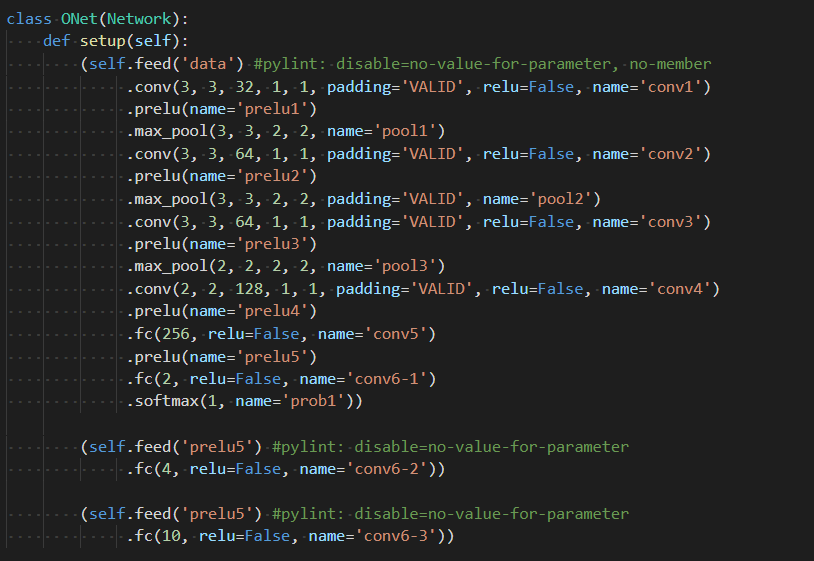 class ONet(Network):
    def setup(self):
        (self.feed('data') #pylint: disable=no-value-for-parameter, no-member
             .conv(3, 3, 32, 1, 1, padding='VALID', relu=False, name='conv1')
             .prelu(name='prelu1')
             .max_pool(3, 3, 2, 2, name='pool1')
             .conv(3, 3, 64, 1, 1, padding='VALID', relu=False, name='conv2')
             .prelu(name='prelu2')
             .max_pool(3, 3, 2, 2, padding='VALID', name='pool2')
             .conv(3, 3, 64, 1, 1, padding='VALID', relu=False, name='conv3')
             .prelu(name='prelu3')
             .max_pool(2, 2, 2, 2, name='pool3')
             .conv(2, 2, 128, 1, 1, padding='VALID', relu=False, name='conv4')
             .prelu(name='prelu4')
             .fc(256, relu=False, name='conv5')
             .prelu(name='prelu5')
             .fc(2, relu=False, name='conv6-1')
             .softmax(1, name='prob1'))

        (self.feed('prelu5') #pylint: disable=no-value-for-parameter
             .fc(4, relu=False, name='conv6-2'))

        (self.feed('prelu5') #pylint: disable=no-value-for-parameter
             .fc(10, relu=False, name='conv6-3'))